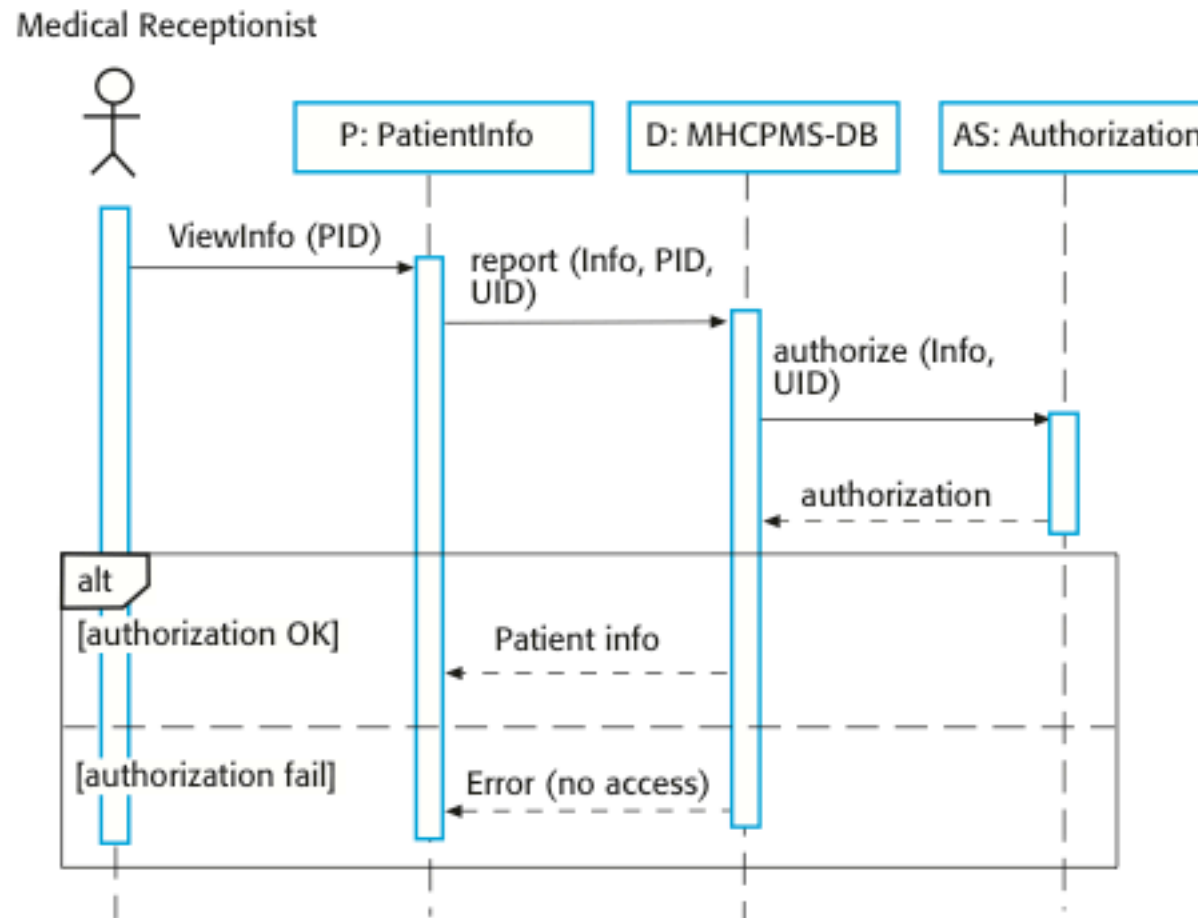 Medical Receptionist
P: PatientInfo
D: MHCPMS-DB
AS: Authorization
ViewInfo (PID)
report (Info, PID,
UID)
authorize (Info,
UID)
authorization
alt
[authorization OK]
Patient info
[authorization fail]
Error (no access)